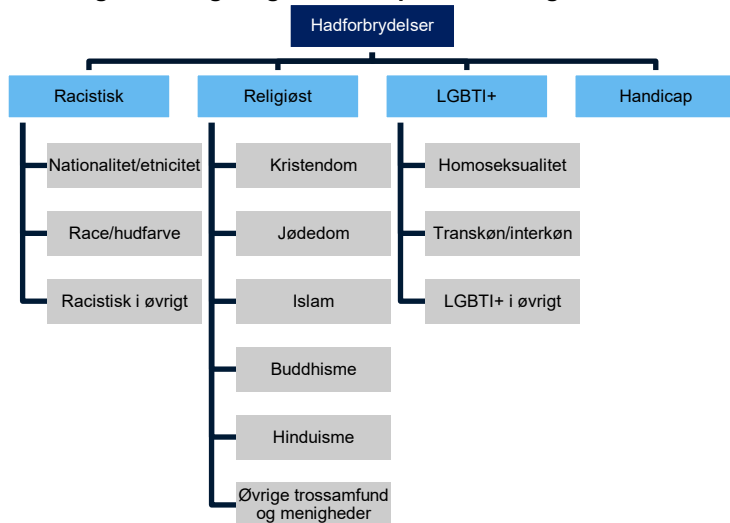 Hadforbrydelser
Racistisk
Religiøst
LGBTI+
Handicap
Nationalitet/etnicitet
Race/hudfarve
Racistisk i øvrigt
Kristendom
Jødedom
Islam
Buddhisme
Hinduisme
Øvrige trossamfund
og menigheder
Homoseksualitet
Transkøn/interkøn
LGBTI+ i øvrigt